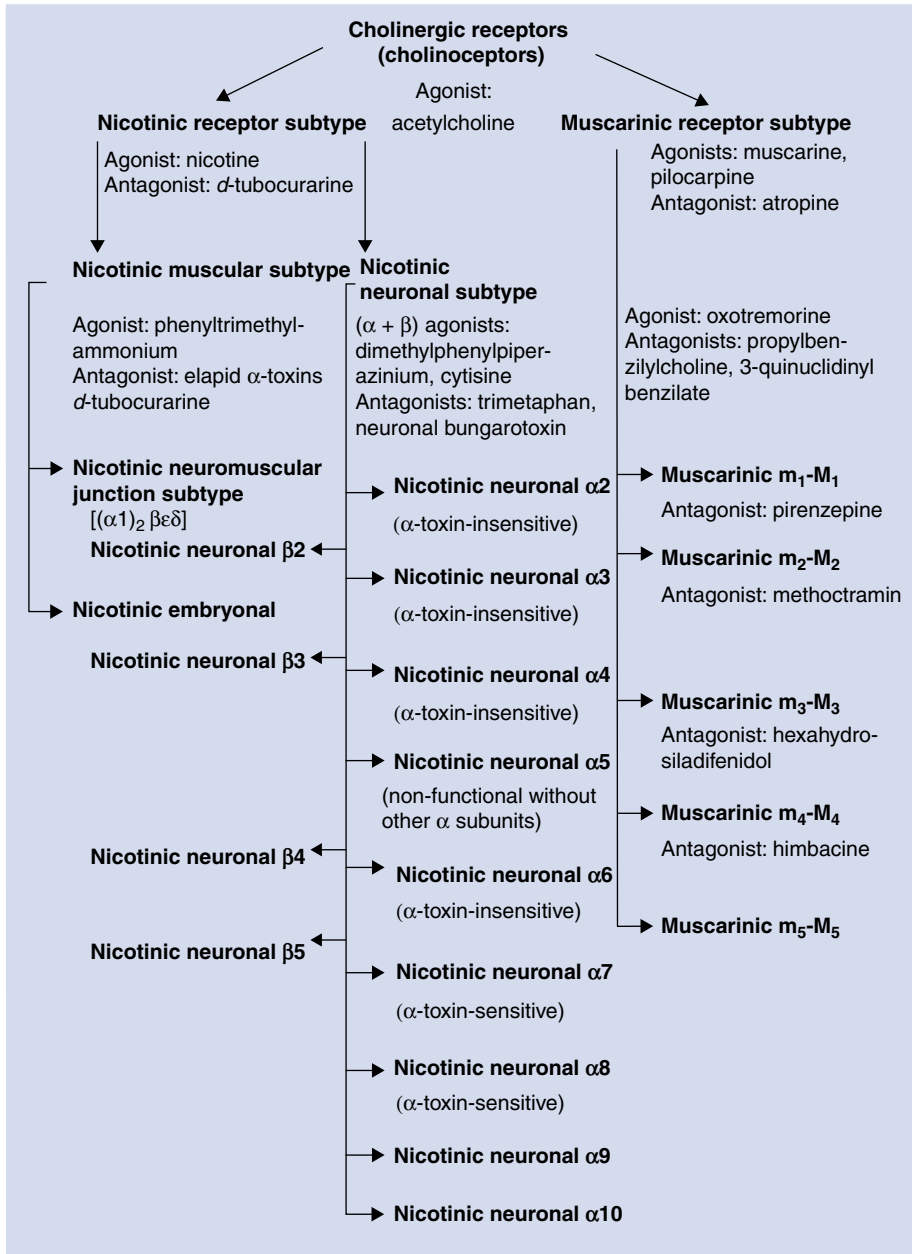 Cholinergic receptors
(cholinoceptors)
Agonist:
acetylcholine
Nicotinic receptor subtype
Agonist: nicotine
Antagonist: d-tubocurarine
Muscarinic receptor subtype
Agonists: muscarine,
pilocarpine
Antagonist: atropine
Nicotinic muscular subtype
Agonist: phenyltrimethyl-
ammonium
Antagonist: elapid α-toxins
d-tubocurarine
Nicotinic neuromuscular
junction subtype
[(α1)₂ βεδ]
Nicotinic embryonal
Nicotinic
neuronal subtype
(α + β) agonists:
dimethylphenylpiper-
azinium, cytisine
Antagonists: trimetaphan,
neuronal bungarotoxin
Nicotinic neuronal α2
(α-toxin-insensitive)
Nicotinic neuronal β2
Nicotinic neuronal α3
(α-toxin-insensitive)
Nicotinic neuronal β3
Nicotinic neuronal α4
(α-toxin-insensitive)
Nicotinic neuronal α5
(non-functional without
other α subunits)
Nicotinic neuronal β4
Nicotinic neuronal α6
(α-toxin-insensitive)
Nicotinic neuronal β5
Nicotinic neuronal α7
(α-toxin-sensitive)
Nicotinic neuronal α8
(α-toxin-sensitive)
Nicotinic neuronal α9
Nicotinic neuronal α10
Agonist: oxotremorine
Antagonists: propylben-
zilylcholine, 3-quinuclidinyl
benzilate
Muscarinic m₁-M₁
Antagonist: pirenzepine
Muscarinic m₂-M₂
Antagonist: methoctramin
Muscarinic m₃-M₃
Antagonist: hexahydro-
siladifenidol
Muscarinic m₄-M₄
Antagonist: himbacine
Muscarinic m₅-M₅